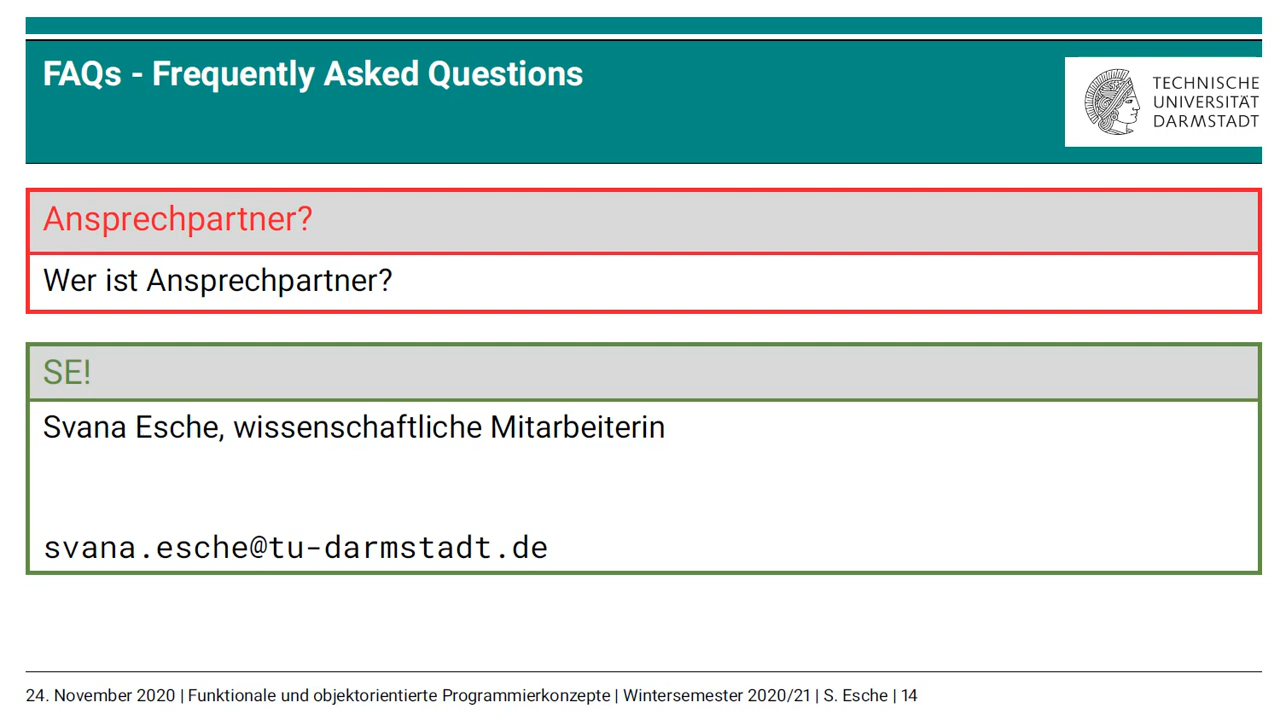 FAQs - Frequently Asked Questions
TECHNISCHE
UNIVERSITÄT
DARMSTADT
Ansprechpartner?
Wer ist Ansprechpartner?
SE!
Svana Esche, wissenschaftliche Mitarbeiterin
svana.esche@tu-darmstadt.de
24. November 2020 | Funktionale und objektorientierte Programmierkonzepte | Wintersemester 2020/21 | S. Esche | 14